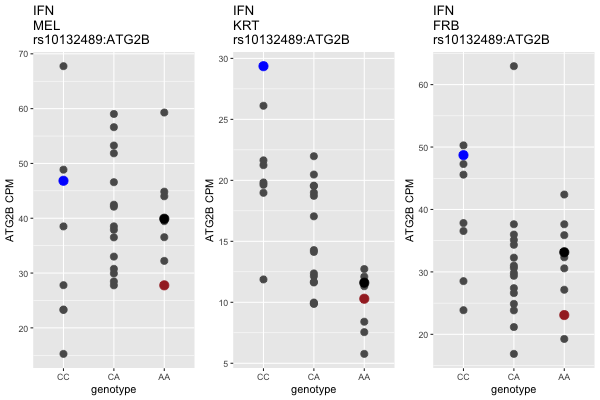 IFN
MEL
rs10132489:ATG2B
70
60
50
40
30
20
ATG2B CPM
CC
CA
AA
genotype
IFN
KRT
rs10132489:ATG2B
30
25
20
15
10
5
ATG2B CPM
CC
CA
AA
genotype
IFN
FRB
rs10132489:ATG2B
60
50
40
30
20
ATG2B CPM
CC
CA
AA
genotype